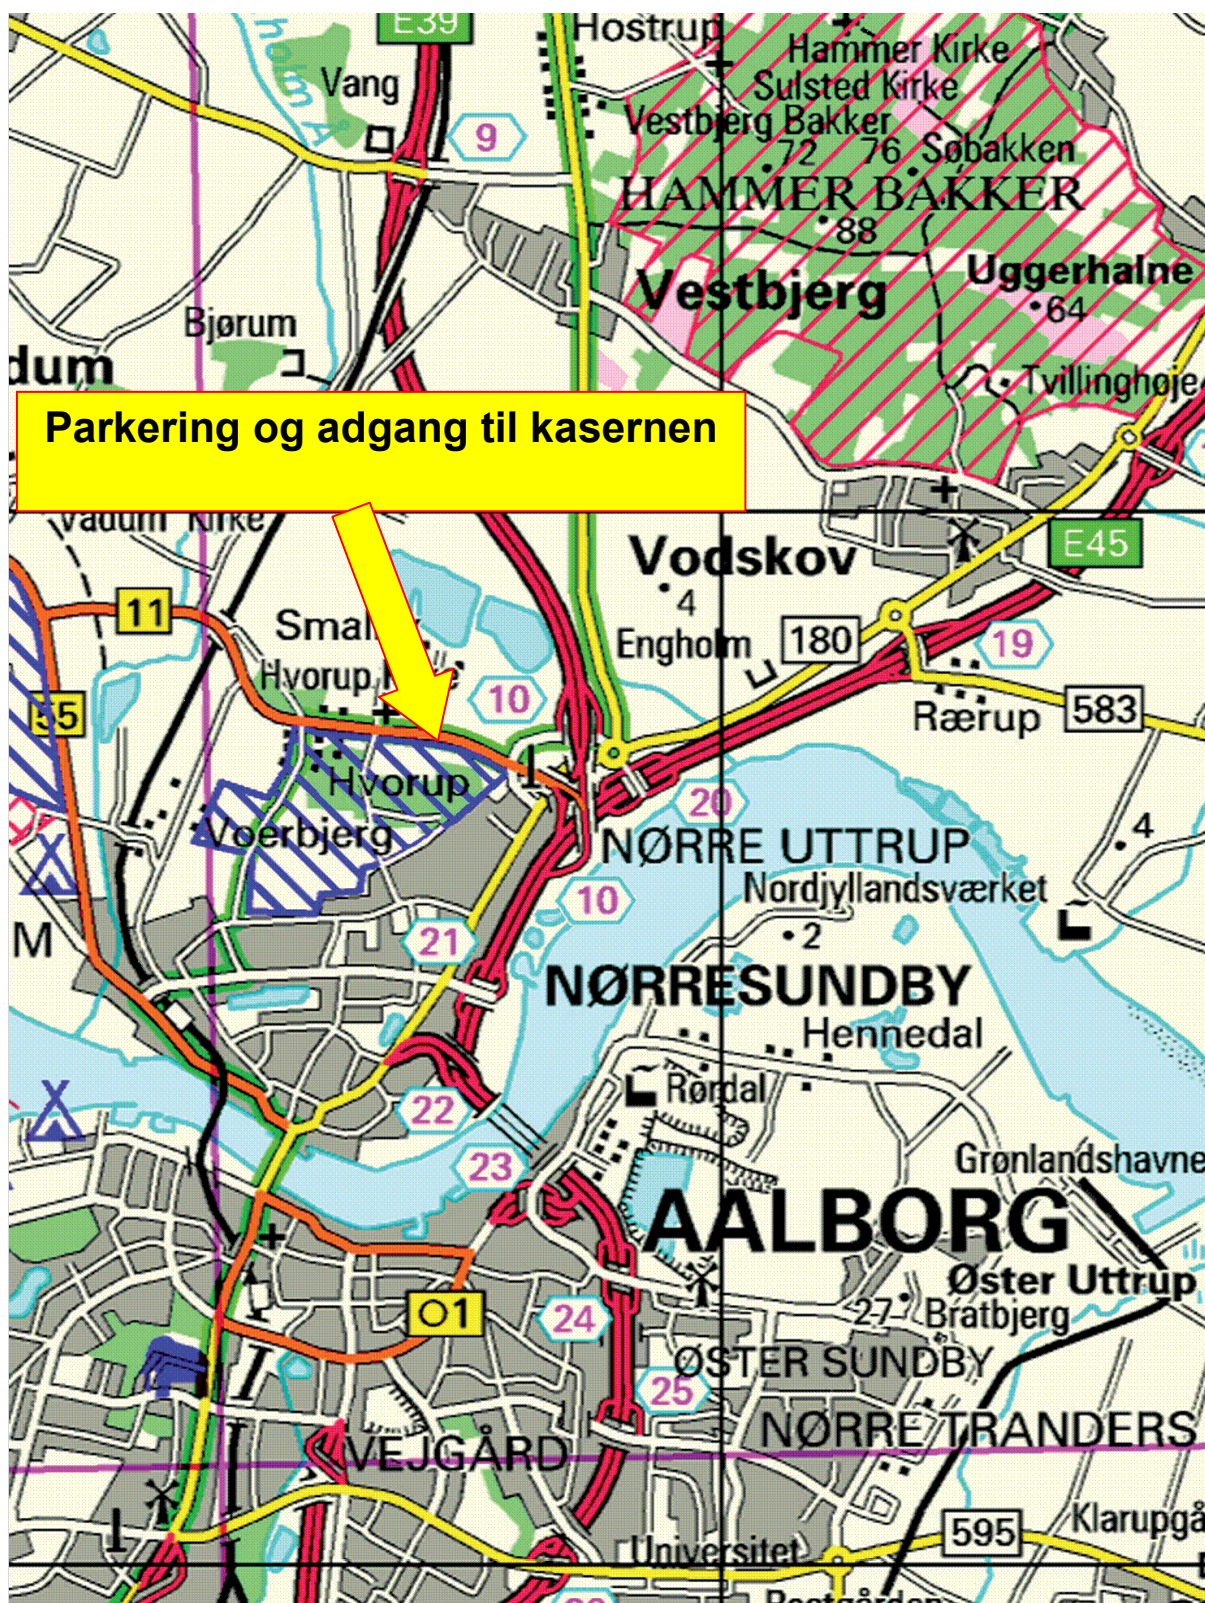 E39
Hostrup
Hammer Kirke
Sulsted Kirke
Vang
9
Vestbjerg Bakker
72
76
Søbakken
HAMMER BAKKER
88
Uggerhalne
64
Vestbjerg
Bjørum
dum
Tvillinghøje
Parkering og adgang til kasernen
Vadum Kirke
E45
Vodskov
4
11
Engholm
180
19
Hvorup
10
55
Rærup
583
Hvorup
20
Voerbjerg
NØRRE UTTRUP
4
Nordjyllandsværket
10
21
2
M
NØRRESUNDBY
Hennedal
Rørdal
22
23
Grønlandshavne
AALBORG
Øster Uttrup
27
Bratbjerg
O1
24
ØSTER SUNDBY
25
NØRRE TRANDERS
VEJGÅRD
595
Klarupgå
Universitet